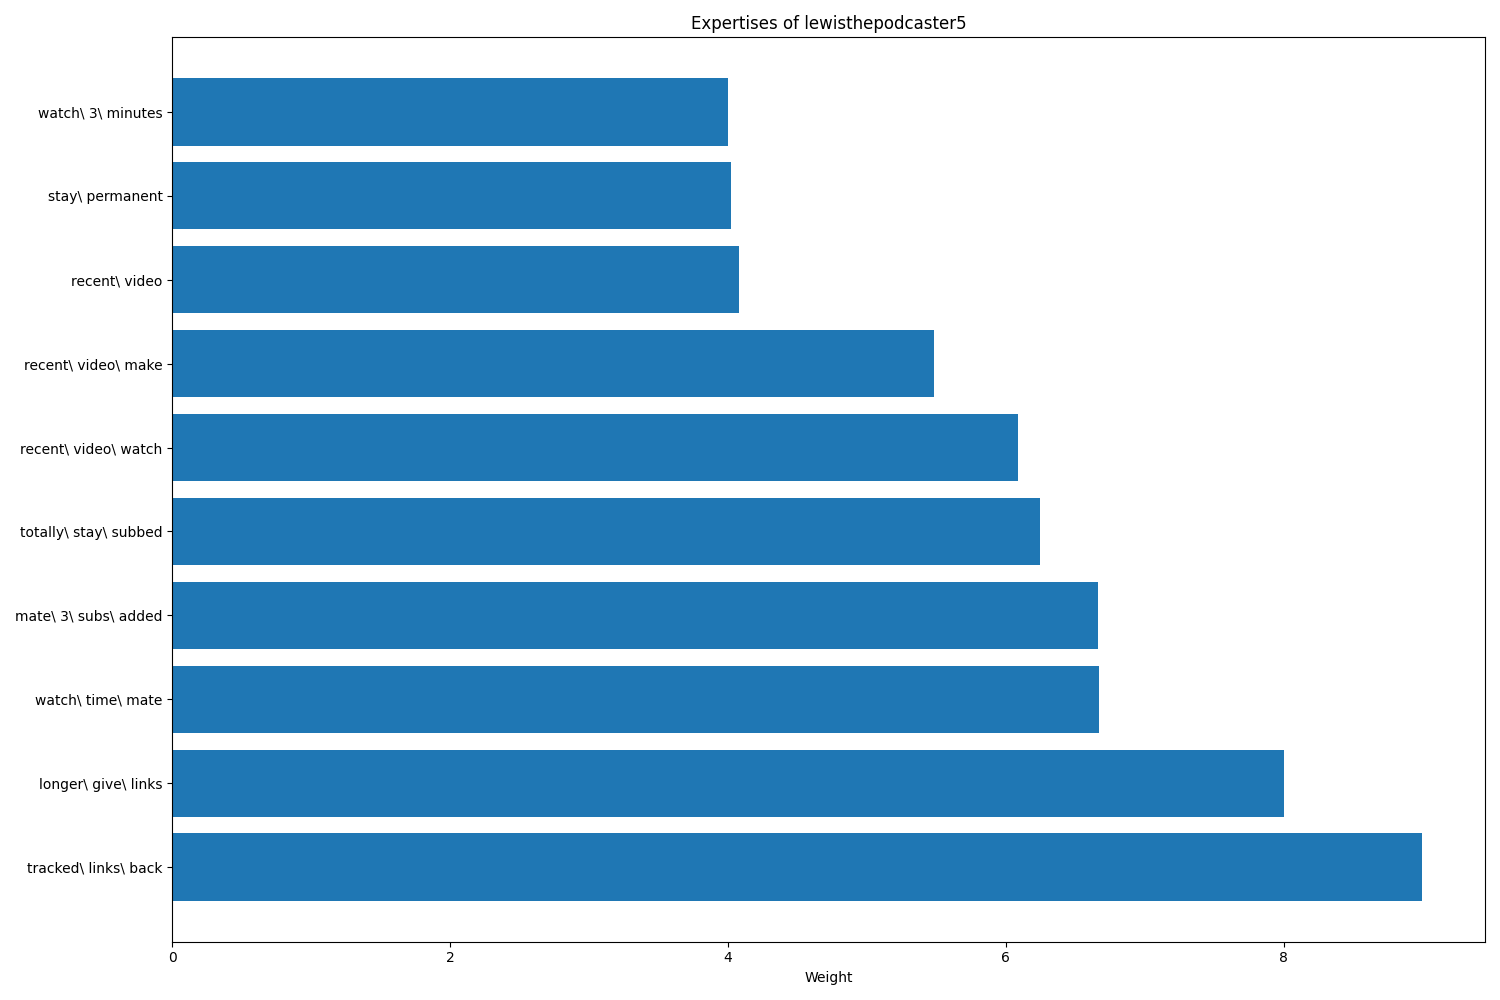 Expertises of lewisthepodcaster5
watch\ 3\ minutes
stay\ permanent
recent\ video
recent\ video\ make
recent\ video\ watch
totally\ stay\ subbed
mate\ 3\ subs\ added
watch\ time\ mate
longer\ give\ links
tracked\ links\ back
0 2 4 6 8
Weight